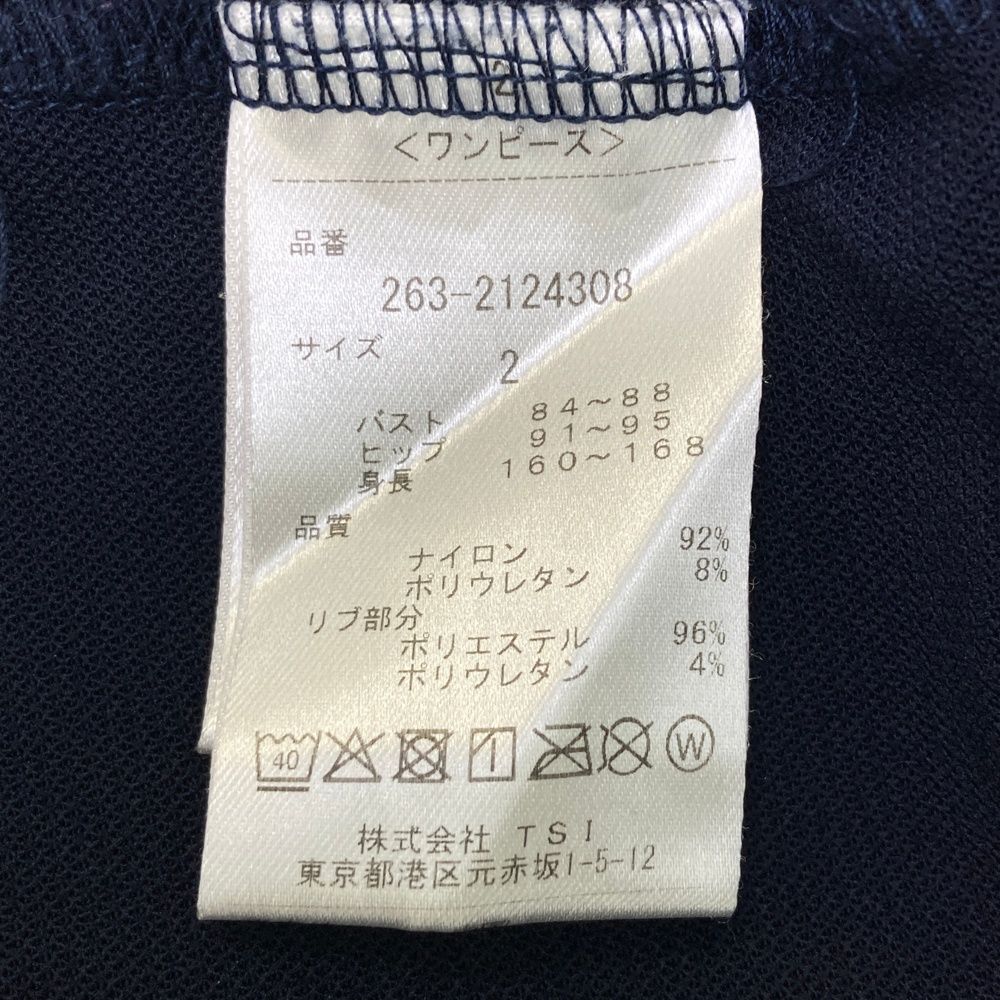 2
<ワンピース>
品番
263-2124308
サイズ 2
バスト 84～88
ヒップ 91～95
身長 160～168
品質
ナイロン 92%
ポリウレタン 8%
リブ部分
ポリエステル 96%
ポリウレタン 4%
40 W
株式会社 TSI
東京都港区元赤坂1-5-12